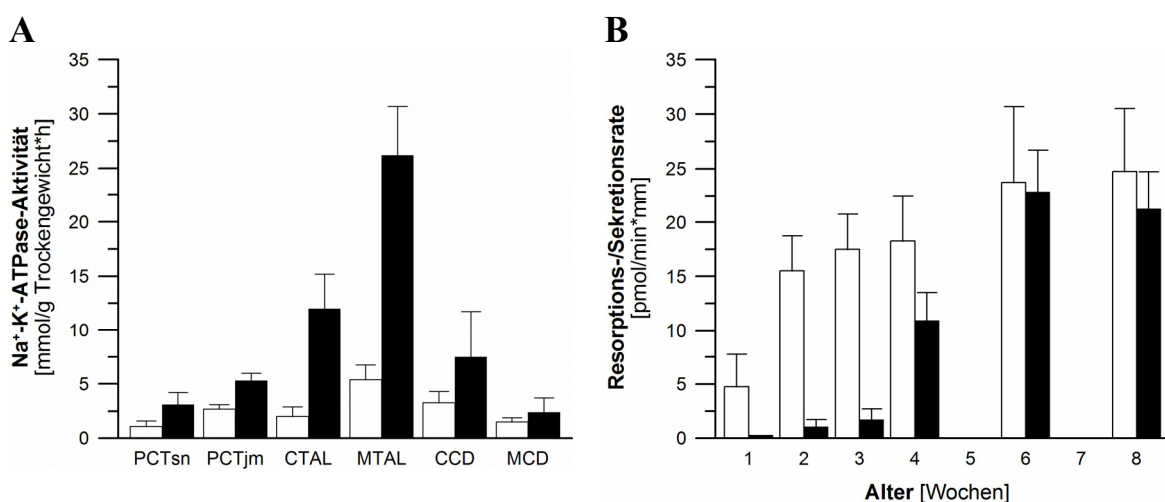 A
Na⁺-K⁺-ATPase-Aktivität
[mmol/g Trockengewicht*h]
35
30
25
20
15
10
5
0
PCTsn PCTjm CTAL MTAL CCD MCD
B
Resorptions-/Sekretionsrate
[pmol/min*mm]
35
30
25
20
15
10
5
0
1 2 3 4 5 6 7 8
Alter [Wochen]